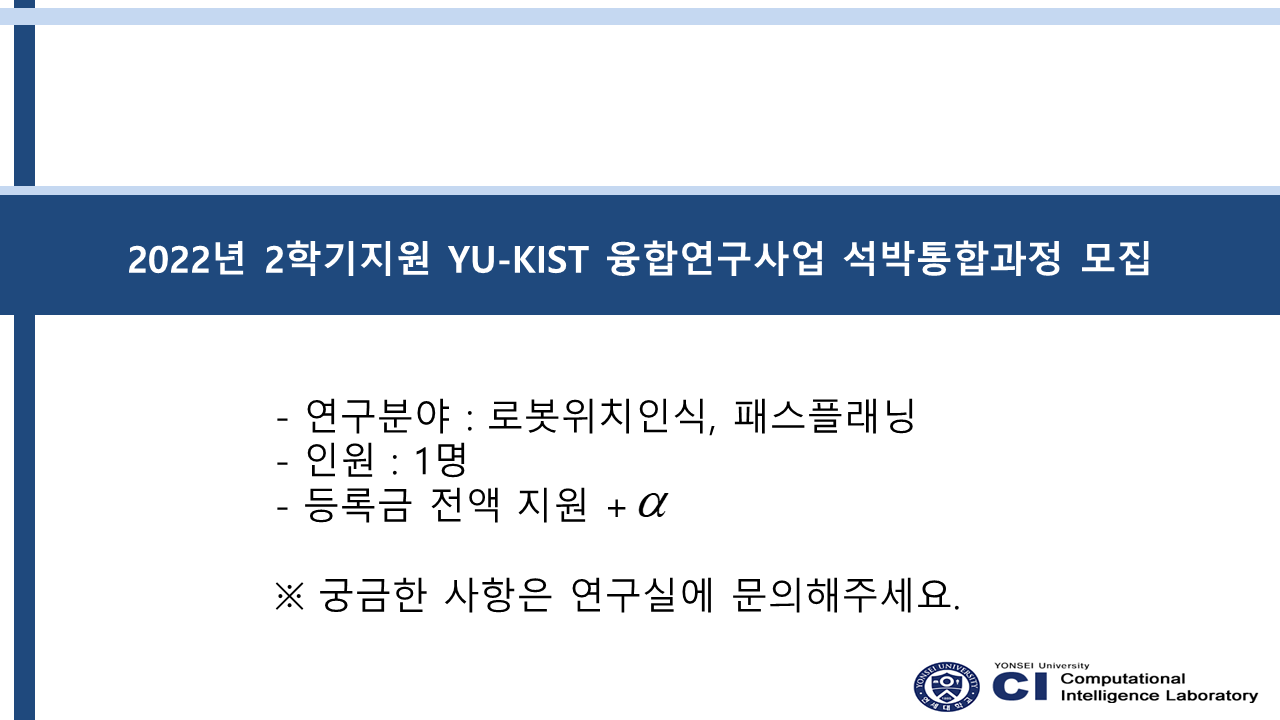 2022년 2학기지원 YU-KIST 융합연구사업 석박통합과정 모집
- 연구분야 : 로봇위치인식, 패스플래닝
- 인원 : 1명
- 등록금 전액 지원 + α
※ 궁금한 사항은 연구실에 문의해주세요.
YONSEI UNIVERSITY
연세대학교
YONSEI University
CI Computational
Intelligence Laboratory